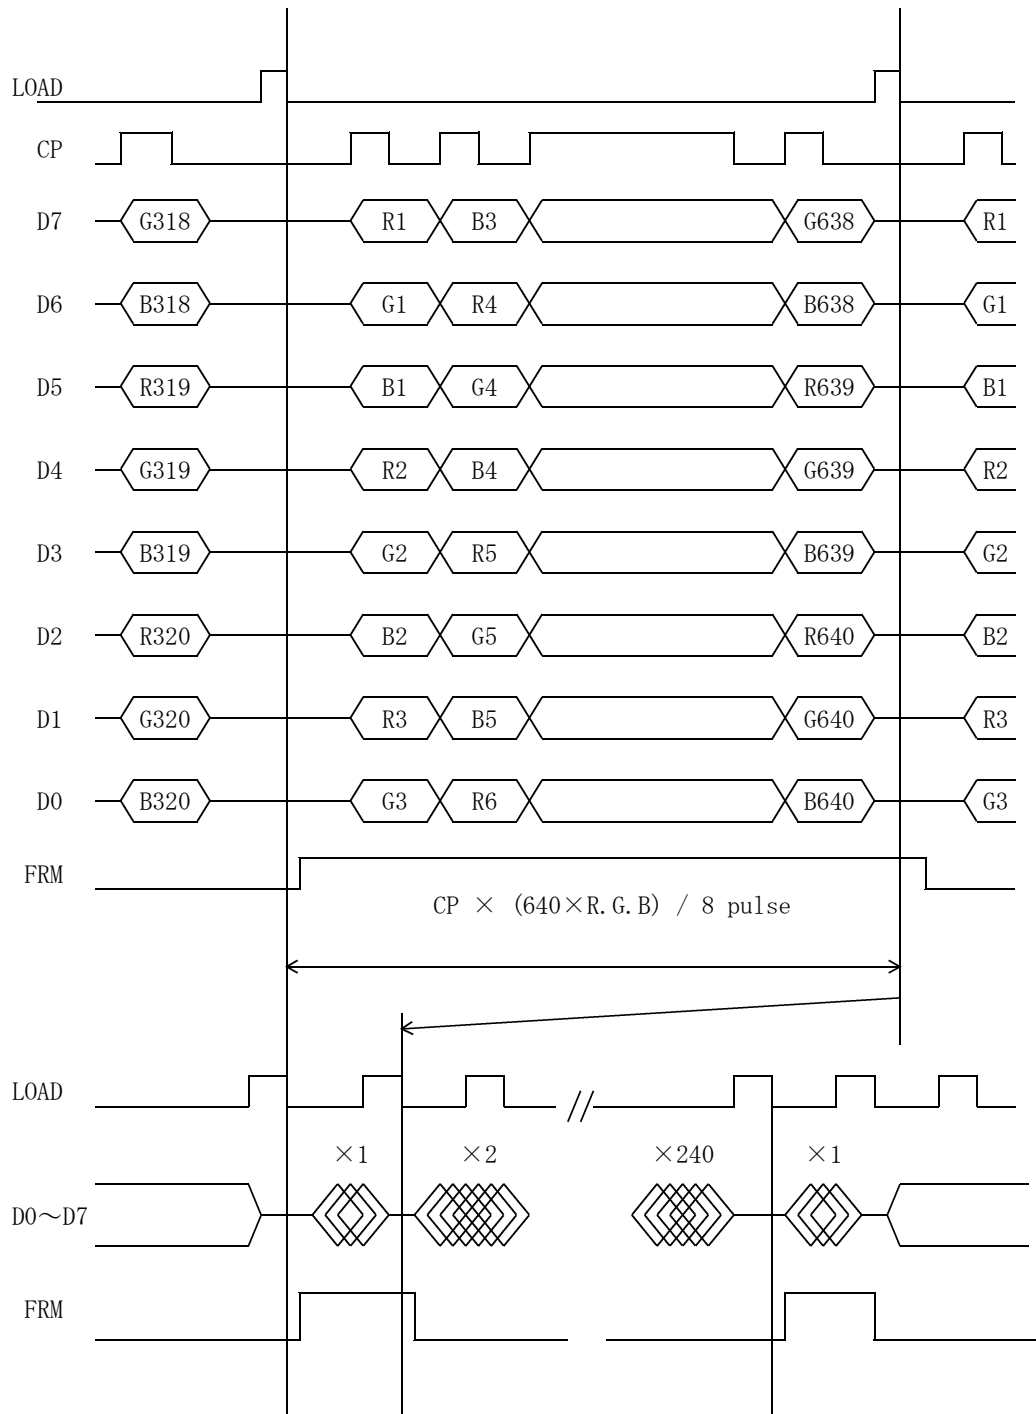 LOAD
CP
D7 G318 R1 B3 G638 R1
D6 B318 G1 R4 B638 G1
D5 R319 B1 G4 R639 B1
D4 G319 R2 B4 G639 R2
D3 B319 G2 R5 B639 G2
D2 R320 B2 G5 R640 B2
D1 G320 R3 B5 G640 R3
D0 B320 G3 R6 B640 G3
FRM
CP × (640×R.G.B) / 8 pulse
LOAD
×1 ×2 ×240 ×1
D0～D7
FRM